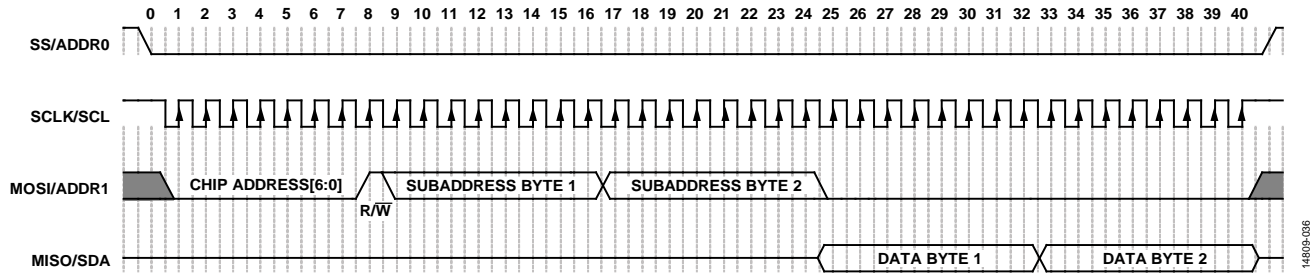 0 1 2 3 4 5 6 7 8 9 10 11 12 13 14 15 16 17 18 19 20 21 22 23 24 25 26 27 28 29 30 31 32 33 34 35 36 37 38 39 40
SS/ADDR0
SCLK/SCL
MOSI/ADDR1 CHIP ADDRESS[6:0] SUBADDRESS BYTE 1 SUBADDRESS BYTE 2
R/W̅
MISO/SDA DATA BYTE 1 DATA BYTE 2
14809-036